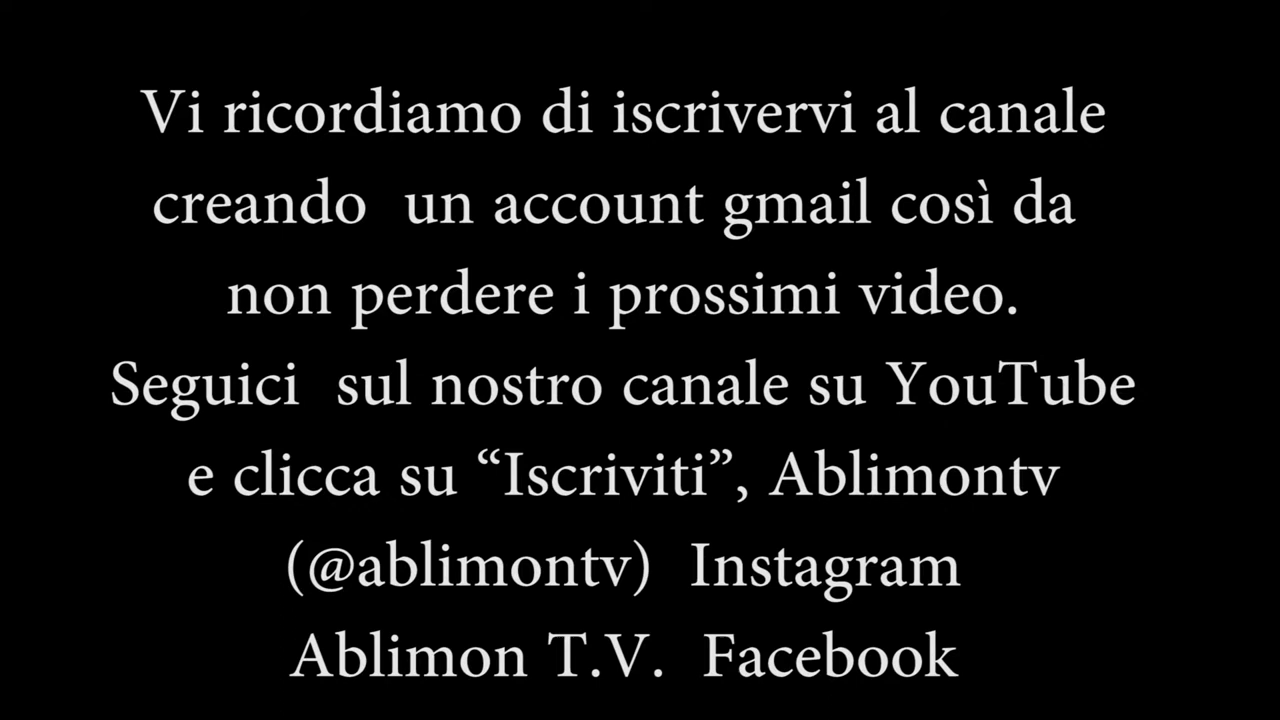 Vi ricordiamo di iscrivervi al canale
creando un account gmail così da
non perdere i prossimi video.
Seguici sul nostro canale su YouTube
e clicca su “Iscriviti”, Ablimontv
(@ablimontv) Instagram
Ablimon T.V. Facebook